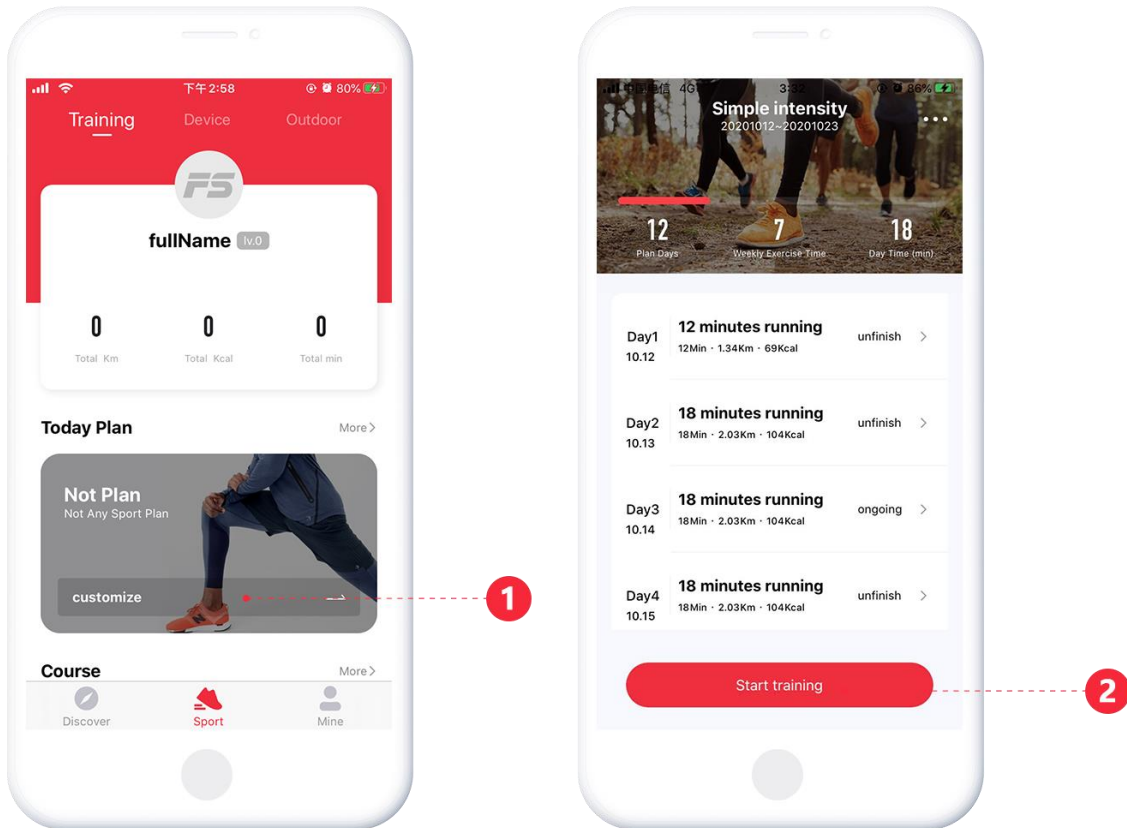 下午2:58
80%
Training
Device
Outdoor
FS
fullName lv.0
0
0
0
Total Km
Total Kcal
Total min
Today Plan
More
Not Plan
Not Any Sport Plan
customize
Course
More
Discover
Sport
Mine
1
中国电信 4G
3:32
86%
Simple intensity
20201012~20201023
12
7
18
Plan Days
Weekly Exercise Time
Day Time (min)
Day1
10.12
12 minutes running
12Min · 1.34Km · 69Kcal
unfinish
Day2
10.13
18 minutes running
18Min · 2.03Km · 104Kcal
unfinish
Day3
10.14
18 minutes running
18Min · 2.03Km · 104Kcal
ongoing
Day4
10.15
18 minutes running
18Min · 2.03Km · 104Kcal
unfinish
Start training
2